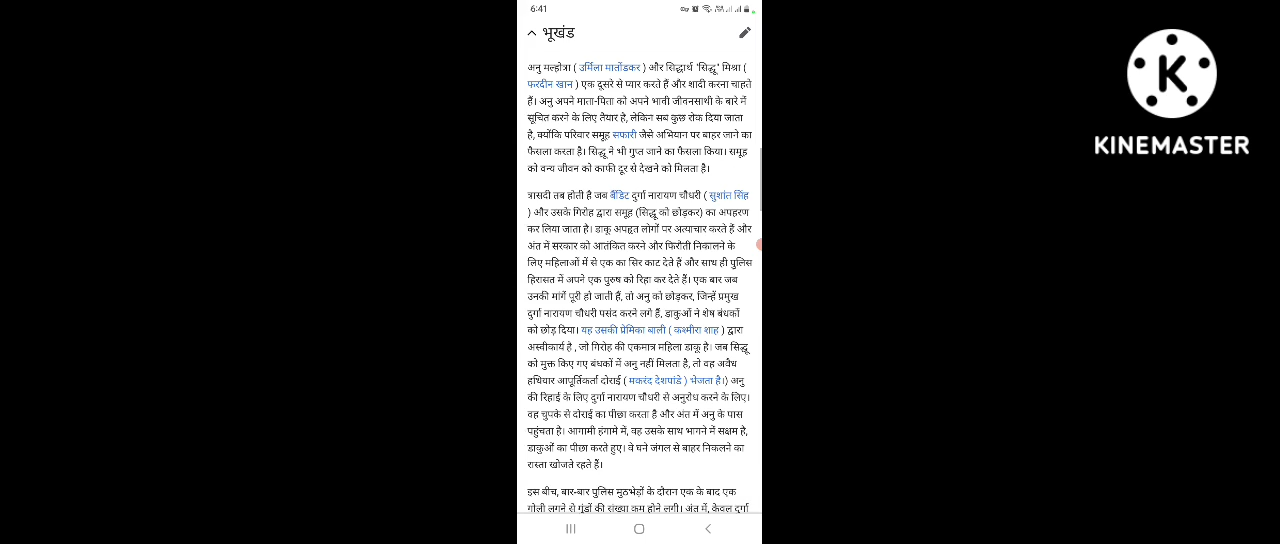 6:41
भूखंड
अनु मल्होत्रा ( उर्मिला मातोंडकर ) और सिद्धार्थ "सिद्धू" मिश्रा (
फरदीन खान ) एक दूसरे से प्यार करते हैं और शादी करना चाहते
हैं। अनु अपने माता-पिता को अपने भावी जीवनसाथी के बारे में
सूचित करने के लिए तैयार है, लेकिन सब कुछ रोक दिया जाता
है, क्योंकि परिवार समूह सफारी जैसे अभियान पर बाहर जाने का
फैसला करता है। सिद्धू ने भी गुप्त जाने का फैसला किया। समूह
को वन्य जीवन को काफी दूर से देखने को मिलता है।
त्रासदी तब होती है जब बैंडिट दुर्गा नारायण चौधरी ( सुशांत सिंह
) और उसके गिरोह द्वारा समूह (सिद्धू को छोड़कर) का अपहरण
कर लिया जाता है। डाकू अपहृत लोगों पर अत्याचार करते हैं और
अंत में सरकार को आतंकित करने और फिरौती निकालने के
लिए महिलाओं में से एक का सिर काट देते हैं और साथ ही पुलिस
हिरासत में अपने एक पुरुष को रिहा कर देते हैं। एक बार जब
उनकी मांगें पूरी हो जाती हैं, तो अनु को छोड़कर, जिन्हें प्रमुख
दुर्गा नारायण चौधरी पसंद करने लगे हैं, डाकुओं ने शेष बंधकों
को छोड़ दिया। यह उसकी प्रेमिका बाली ( कश्मीरा शाह ) द्वारा
अस्वीकार्य है , जो गिरोह की एकमात्र महिला डाकू है। जब सिद्धू
को मुक्त किए गए बंधकों में अनु नहीं मिलता है, तो वह अवैध
हथियार आपूर्तिकर्ता दोराई ( मकरंद देशपांडे ) भेजता है।) अनु
की रिहाई के लिए दुर्गा नारायण चौधरी से अनुरोध करने के लिए।
वह चुपके से दोराई का पीछा करता है और अंत में अनु के पास
पहुंचता है। आगामी हंगामे में, वह उसके साथ भागने में सक्षम है,
डाकुओं का पीछा करते हुए। वे घने जंगल से बाहर निकलने का
रास्ता खोजते रहते हैं।
इस बीच, बार-बार पुलिस मुठभेड़ों के दौरान एक के बाद एक
गोली लगने से गुंडों की संख्या कम होने लगी। अंत में, केवल दुर्गा
K
KINEMASTER